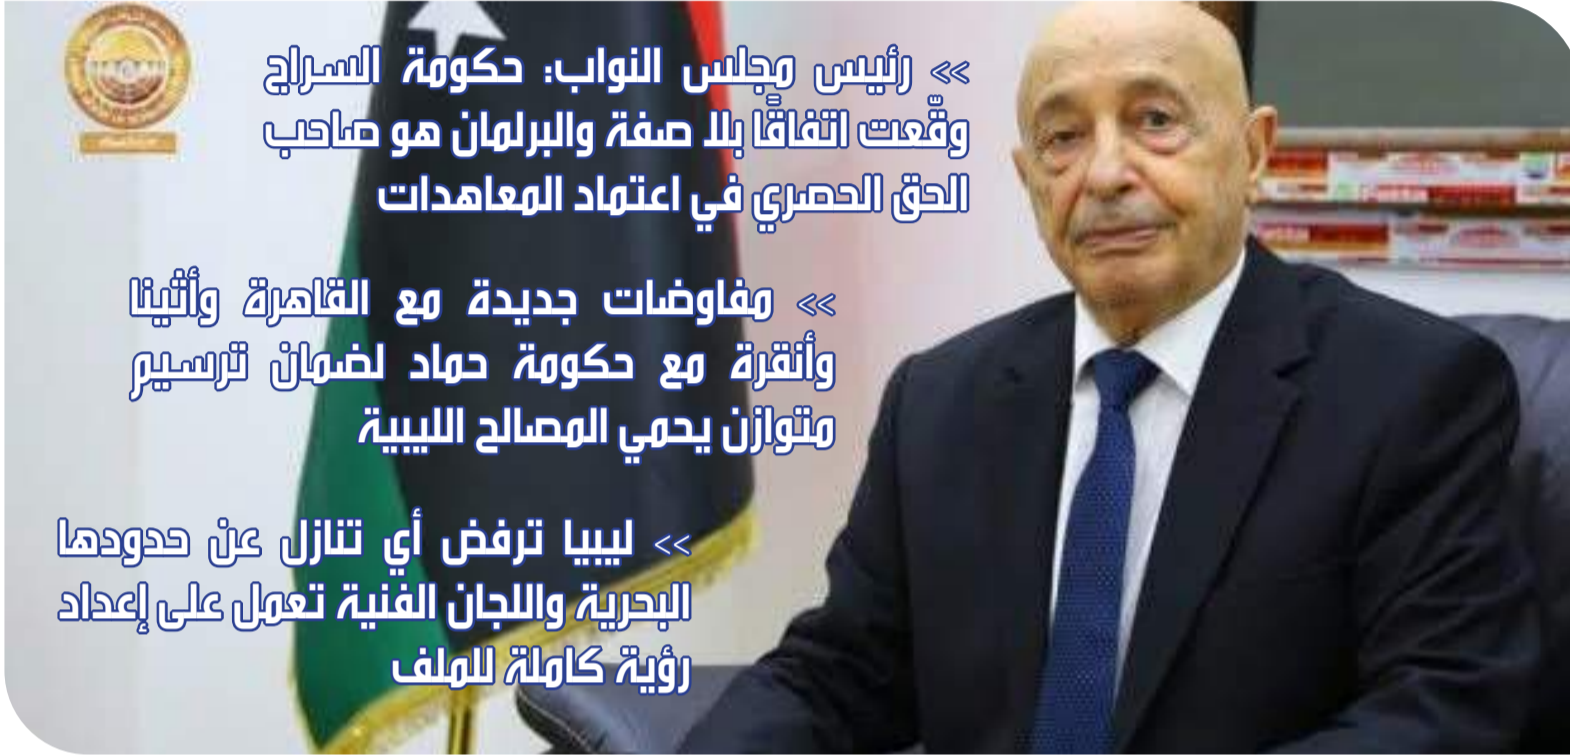 >> رئيس مجلس النواب: حكومة السراج
وقّعت اتفاقًا بلا صفة والبرلمان هو صاحب
الحق الحصري في اعتماد المعاهدات
>> مفاوضات جديدة مع القاهرة وأثينا
وأنقرة مع حكومة حماد لضمان ترسيم
متوازن يحمي المصالح الليبية
>> ليبيا ترفض أي تنازل عن حدودها
البحرية واللجان الفنية تعمل على إعداد
رؤية كاملة للملف